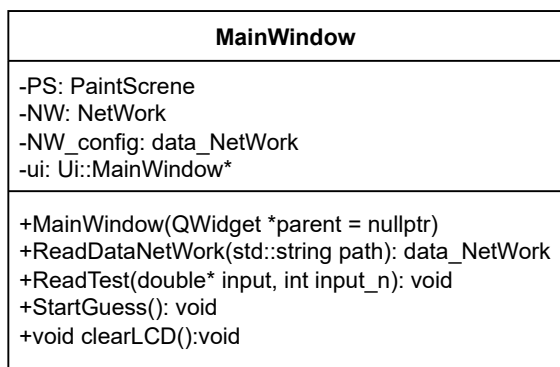 MainWindow
-PS: PaintScrene
-NW: NetWork
-NW_config: data_NetWork
-ui: Ui::MainWindow*
+MainWindow(QWidget *parent = nullptr)
+ReadDataNetWork(std::string path): data_NetWork
+ReadTest(double* input, int input_n): void
+StartGuess(): void
+void clearLCD():void